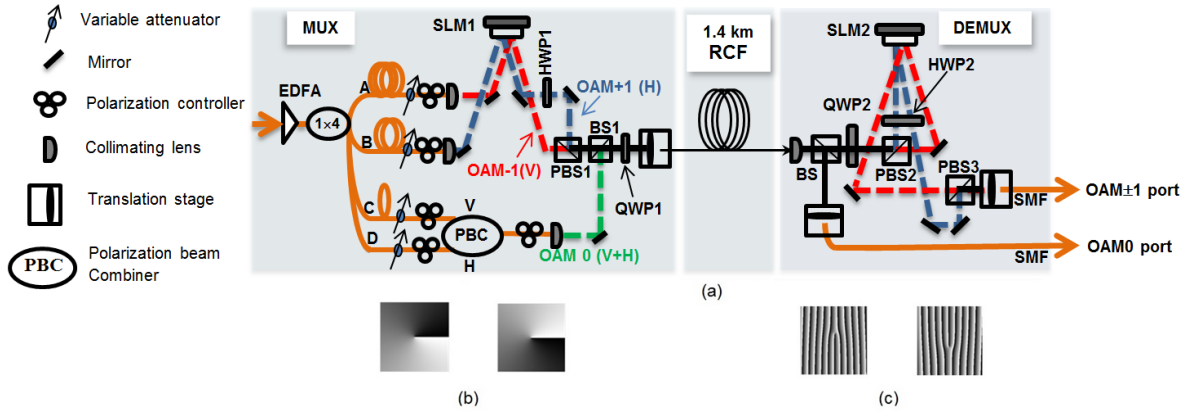 Variable attenuator
Mirror
Polarization controller
Collimating lens
Translation stage
PBC
Polarization beam
Combiner
MUX
SLM1
HWP1
EDFA
1×4
A
B
C
D
OAM+1 (H)
BS1
OAM-1(V)
PBS1
QWP1
V
PBC
H
OAM 0 (V+H)
1.4 km
RCF
SLM2
DEMUX
HWP2
QWP2
BS
PBS2
PBS3
SMF
OAM±1 port
SMF
OAM0 port
(a)
(b)
(c)